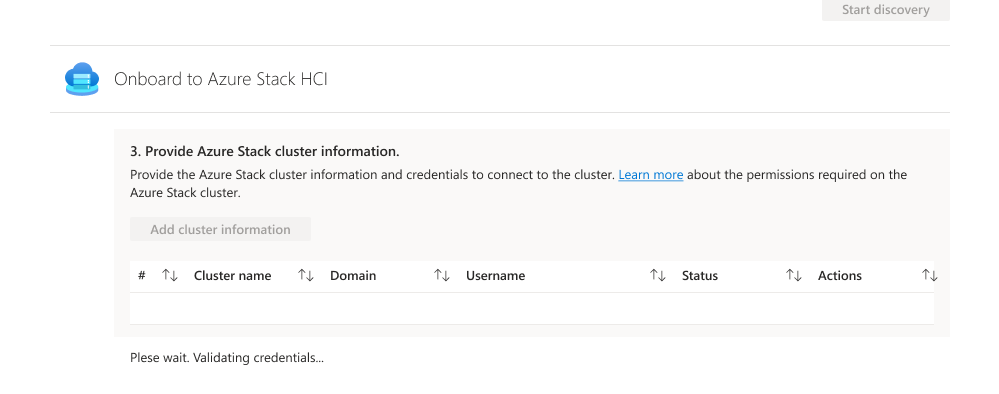 Start discovery
Onboard to Azure Stack HCI
3. Provide Azure Stack cluster information.
Provide the Azure Stack cluster information and credentials to connect to the cluster. Learn more about the permissions required on the
Azure Stack cluster.
Add cluster information
# ↑↓ Cluster name ↑↓ Domain ↑↓ Username ↑↓ Status ↑↓ Actions ↑↓
Plese wait. Validating credentials...